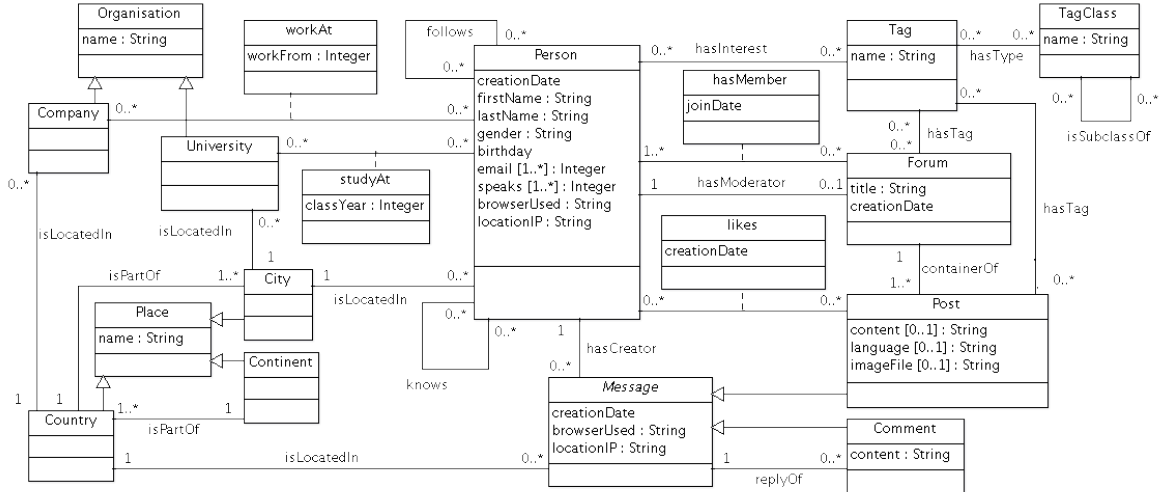 Organisation
name : String
workAt
workFrom : Integer
follows
0..*
0..*
Person
creationDate
firstName : String
lastName : String
gender : String
birthday
email [1..*] : Integer
speaks [1..*] : Integer
browserUsed : String
locationIP : String
0..*
hasInterest
0..*
Tag
name : String
0..*
0..*
hasType
TagClass
name : String
0..*
0..*
isSubclassOf
hasMember
joinDate
Company
0..*
0..*
University
0..*
0..*
studyAt
classYear : Integer
0..*
isLocatedIn
isLocatedIn
0..*
1
1..*
0..*
hasModerator
1
0..1
0..*
hasTag
0..*
Forum
title : String
creationDate
0..*
hasTag
0..*
likes
creationDate
1
containerOf
1..*
isPartOf
1..*
City
1
0..*
isLocatedIn
0..*
0..*
knows
0..*
0..*
Post
content [0..1] : String
language [0..1] : String
imageFile [0..1] : String
Place
name : String
Continent
1
hasCreator
0..*
Message
creationDate
browserUsed : String
locationIP : String
1
1
Country
1..*
1
isPartOf
1
isLocatedIn
0..*
1
0..*
replyOf
Comment
content : String